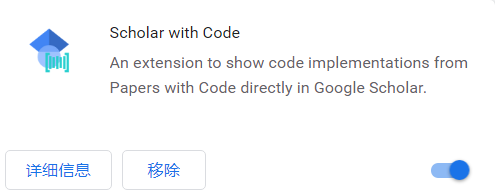 Scholar with Code
An extension to show code implementations from
Papers with Code directly in Google Scholar.
详细信息 移除